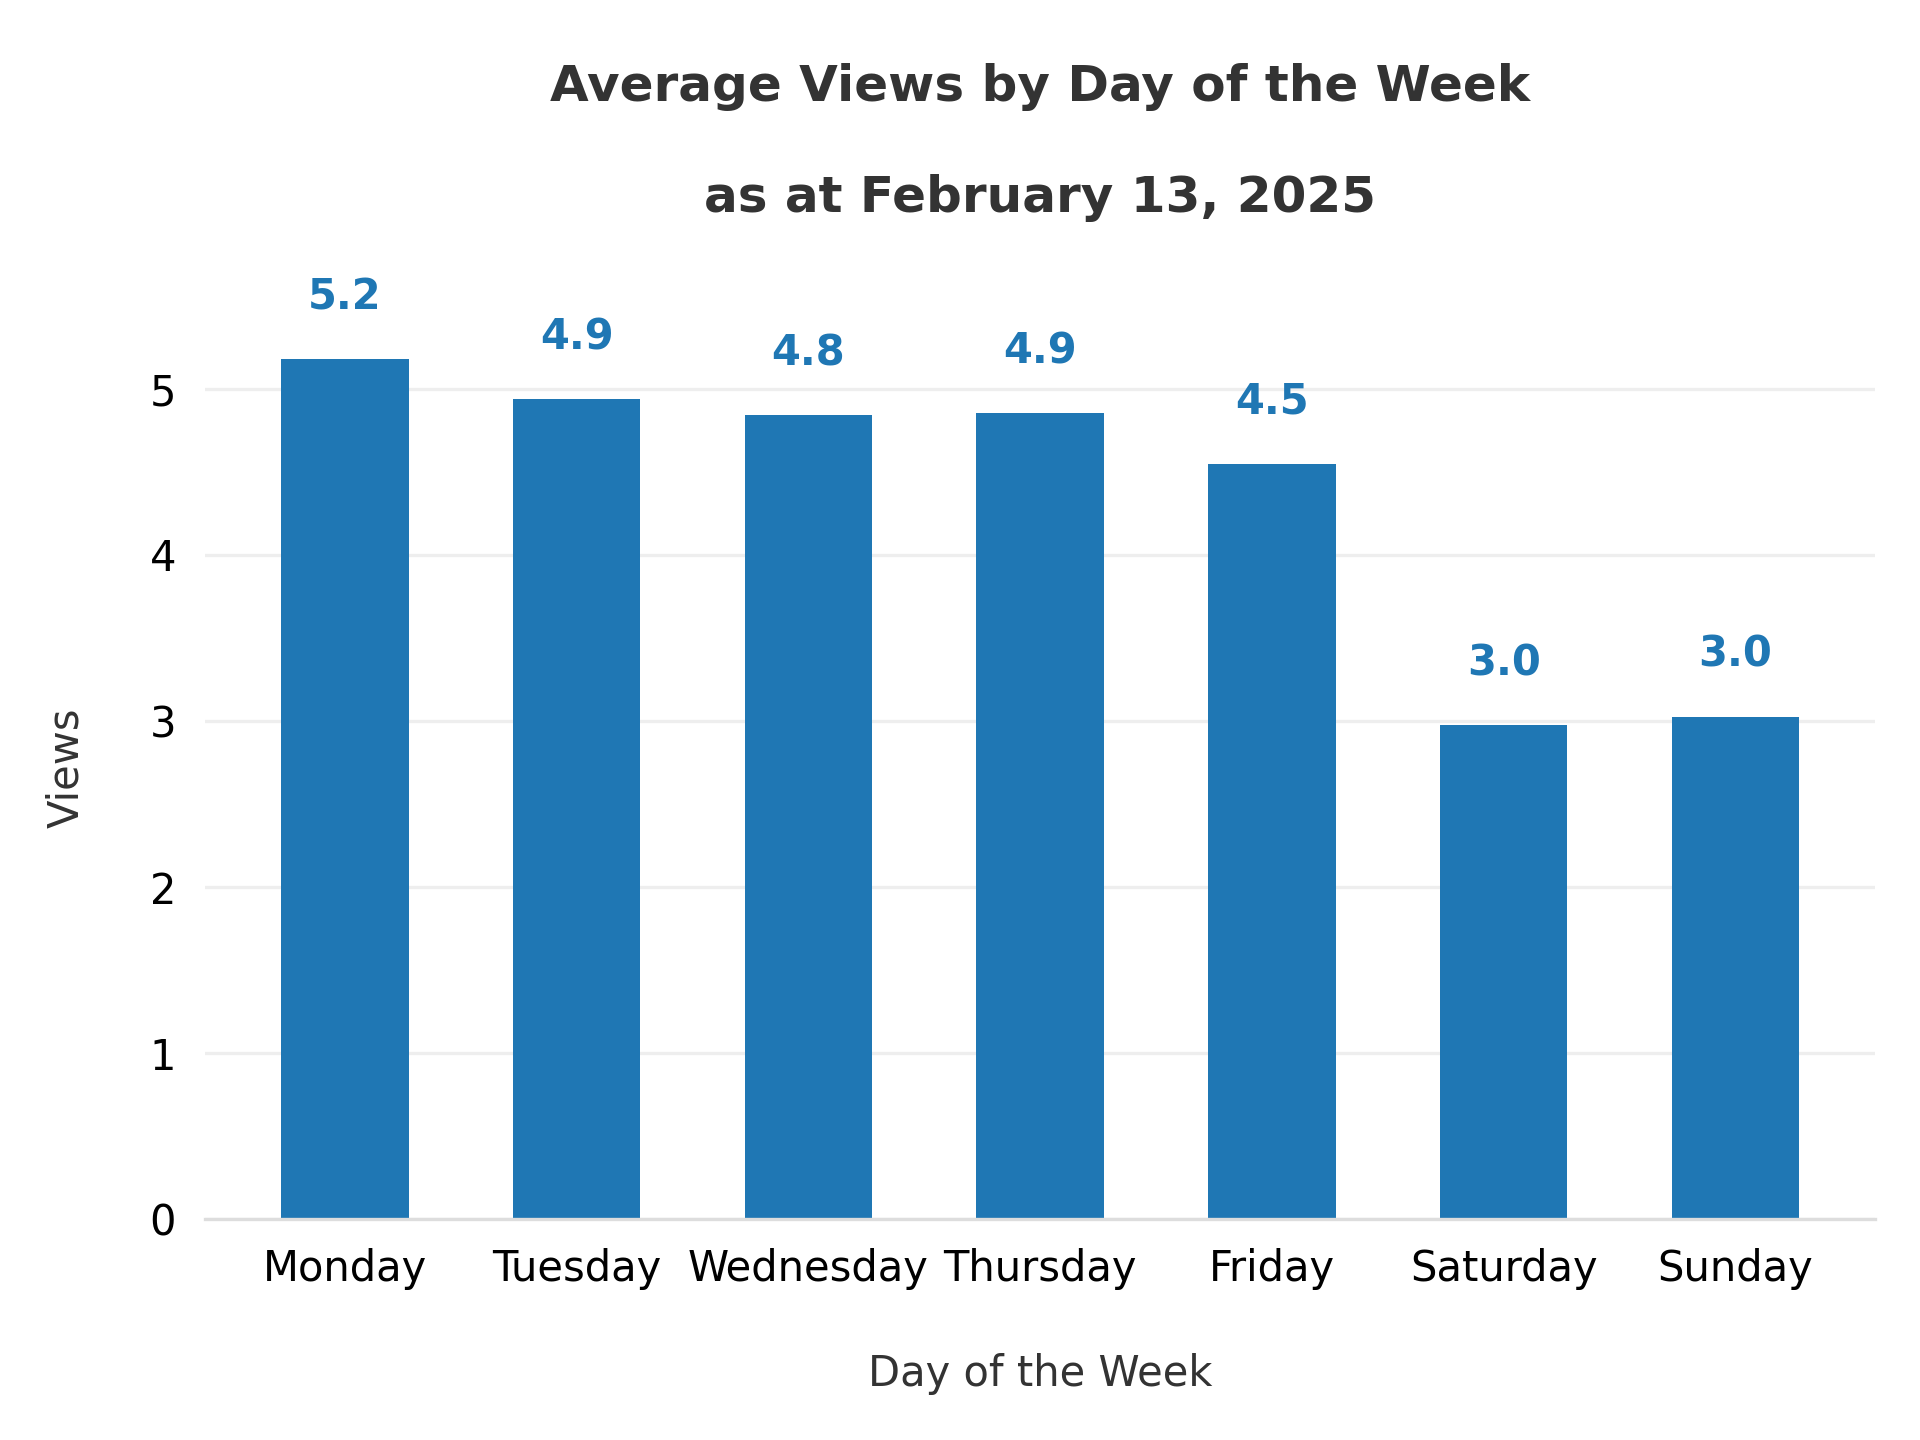 Average Views by Day of the Week
as at February 13, 2025
5.2
4.9
4.8
4.9
4.5
3.0
3.0
5
4
3
2
1
0
Views
Monday Tuesday Wednesday Thursday Friday Saturday Sunday
Day of the Week